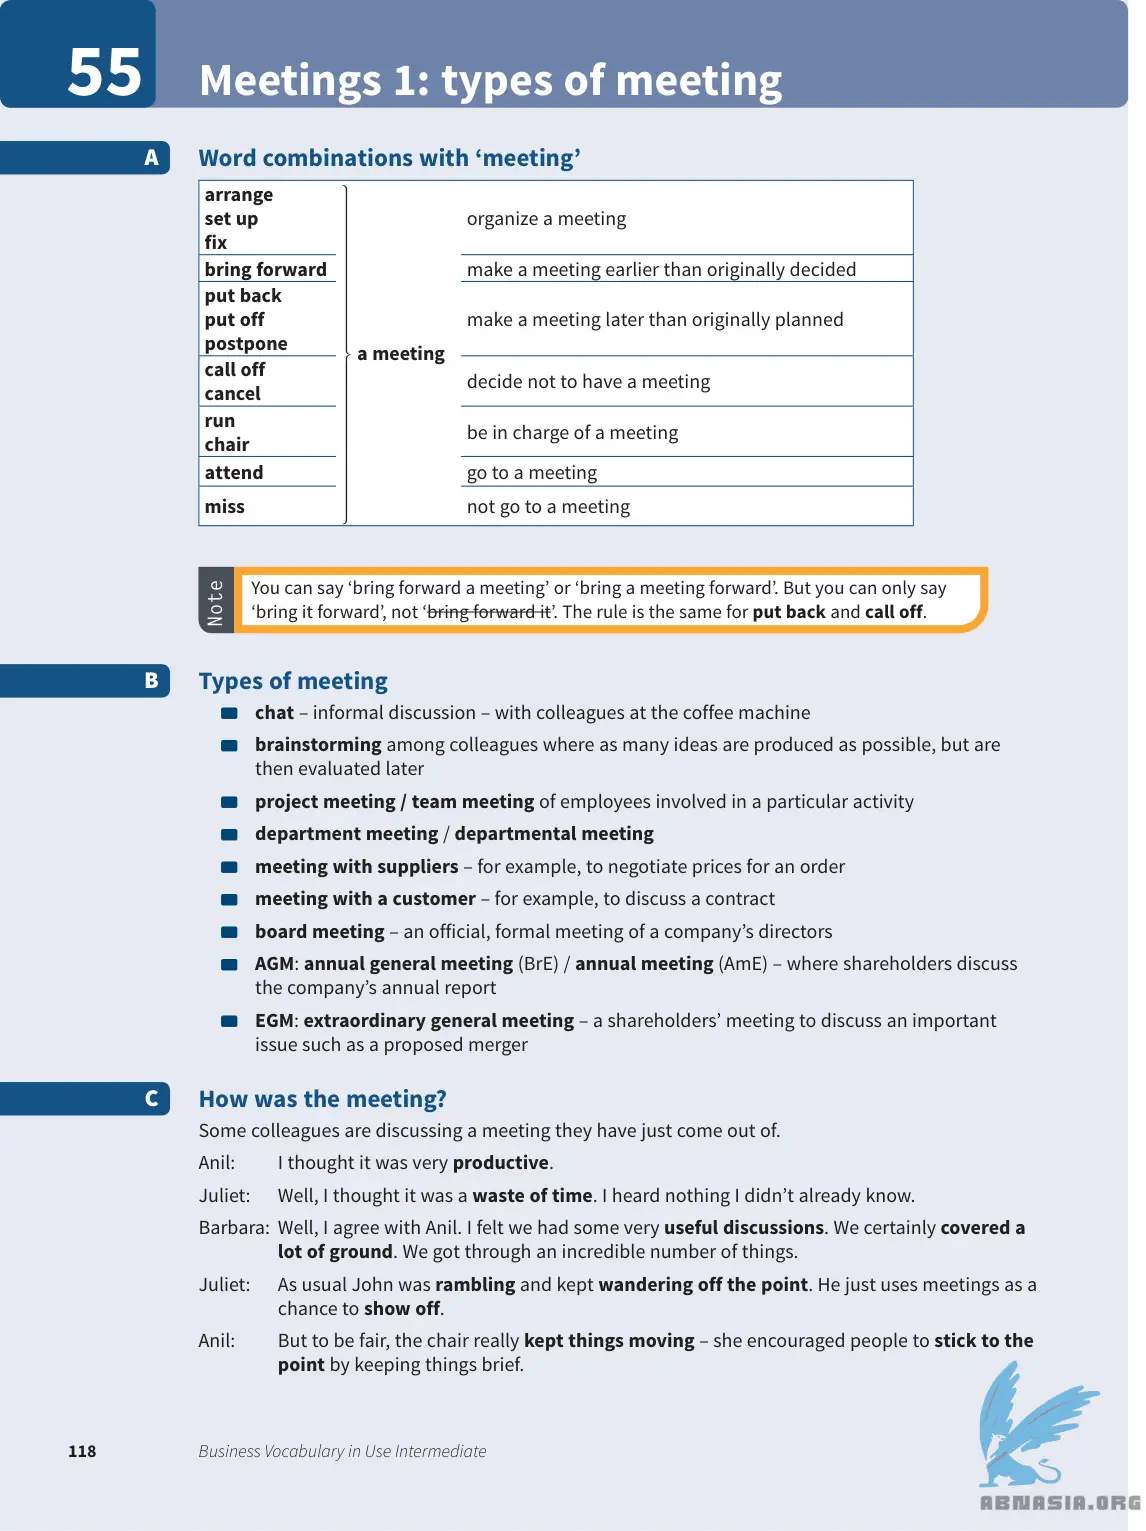 55
Meetings 1: types of meeting
A
Word combinations with ‘meeting’
arrange
set up
fix
organize a meeting
bring forward
make a meeting earlier than originally decided
put back
put off
postpone
make a meeting later than originally planned
a meeting
call off
cancel
decide not to have a meeting
run
chair
be in charge of a meeting
attend
go to a meeting
miss
not go to a meeting
Note
You can say ‘bring forward a meeting’ or ‘bring a meeting forward’. But you can only say
‘bring it forward’, not ‘bring forward it’. The rule is the same for put back and call off.
B
Types of meeting
chat – informal discussion – with colleagues at the coffee machine
brainstorming among colleagues where as many ideas are produced as possible, but are
then evaluated later
project meeting / team meeting of employees involved in a particular activity
department meeting / departmental meeting
meeting with suppliers – for example, to negotiate prices for an order
meeting with a customer – for example, to discuss a contract
board meeting – an official, formal meeting of a company’s directors
AGM: annual general meeting (BrE) / annual meeting (AmE) – where shareholders discuss
the company’s annual report
EGM: extraordinary general meeting – a shareholders’ meeting to discuss an important
issue such as a proposed merger
C
How was the meeting?
Some colleagues are discussing a meeting they have just come out of.
Anil: I thought it was very productive.
Juliet: Well, I thought it was a waste of time. I heard nothing I didn’t already know.
Barbara: Well, I agree with Anil. I felt we had some very useful discussions. We certainly covered a
lot of ground. We got through an incredible number of things.
Juliet: As usual John was rambling and kept wandering off the point. He just uses meetings as a
chance to show off.
Anil: But to be fair, the chair really kept things moving – she encouraged people to stick to the
point by keeping things brief.
118
Business Vocabulary in Use Intermediate
ABNASIA.ORG